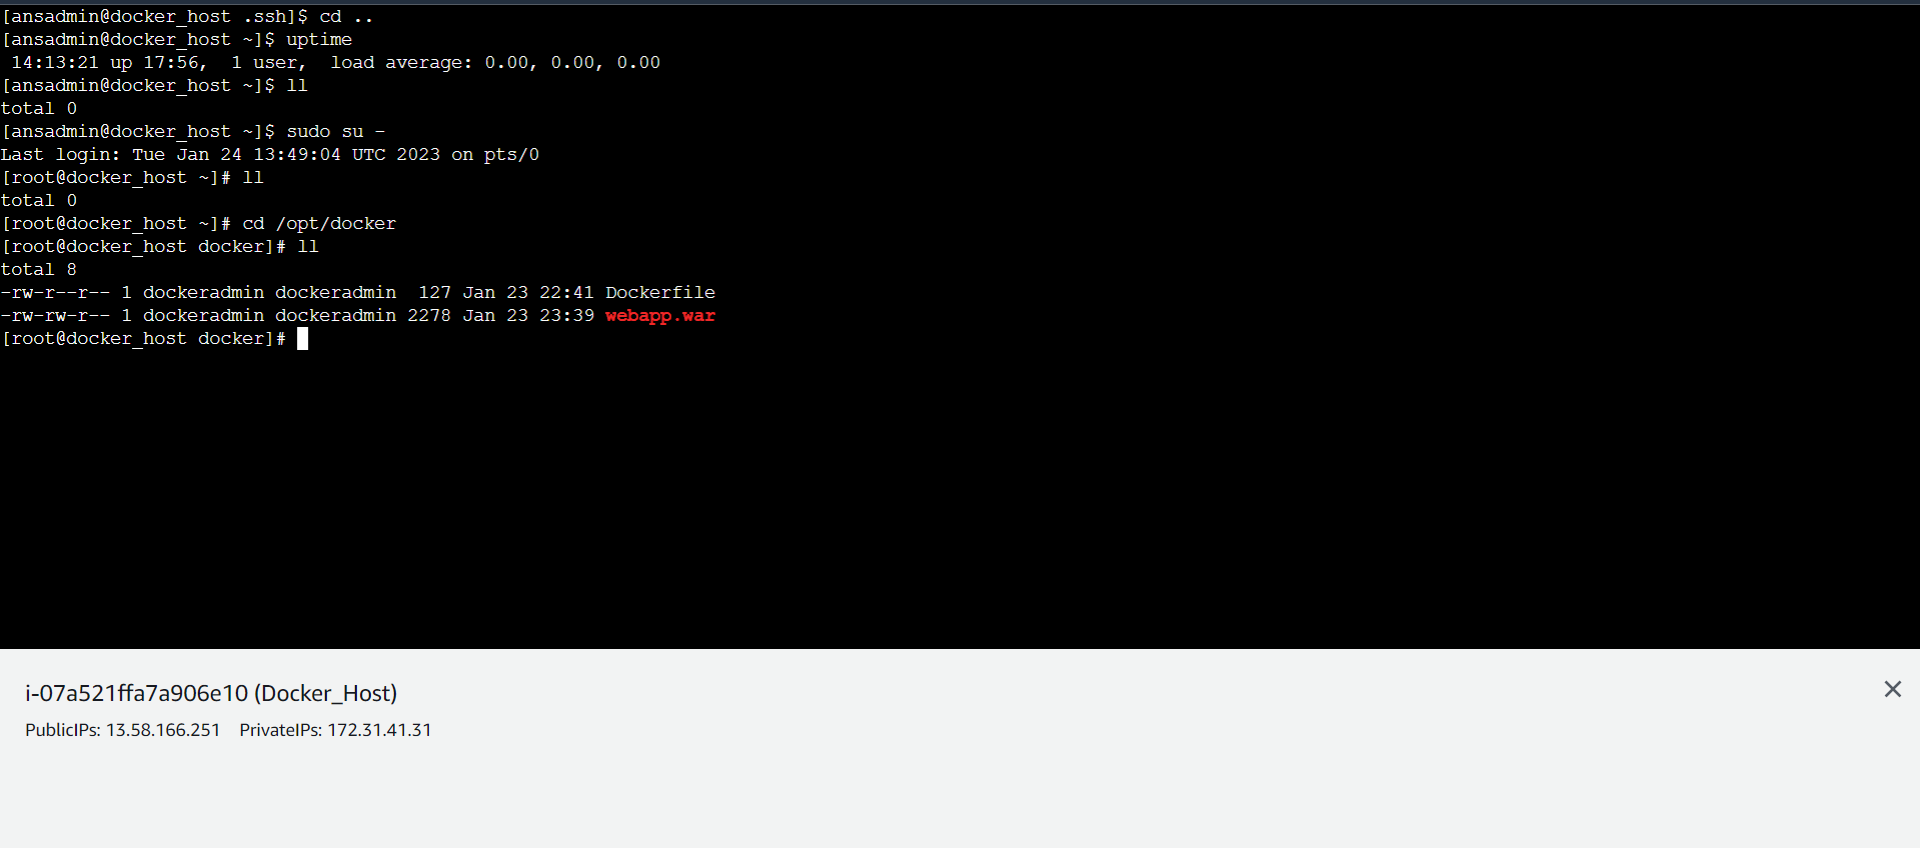 [ansadmin@docker_host .ssh]$ cd ..
[ansadmin@docker_host ~]$ uptime
 14:13:21 up 17:56,  1 user,  load average: 0.00, 0.00, 0.00
[ansadmin@docker_host ~]$ ll
total 0
[ansadmin@docker_host ~]$ sudo su -
Last login: Tue Jan 24 13:49:04 UTC 2023 on pts/0
[root@docker_host ~]# ll
total 0
[root@docker_host ~]# cd /opt/docker
[root@docker_host docker]# ll
total 8
-rw-r--r-- 1 dockeradmin dockeradmin  127 Jan 23 22:41 Dockerfile
-rw-rw-r-- 1 dockeradmin dockeradmin 2278 Jan 23 23:39 webapp.war
[root@docker_host docker]#
i-07a521ffa7a906e10 (Docker_Host)
PublicIPs: 13.58.166.251    PrivateIPs: 172.31.41.31